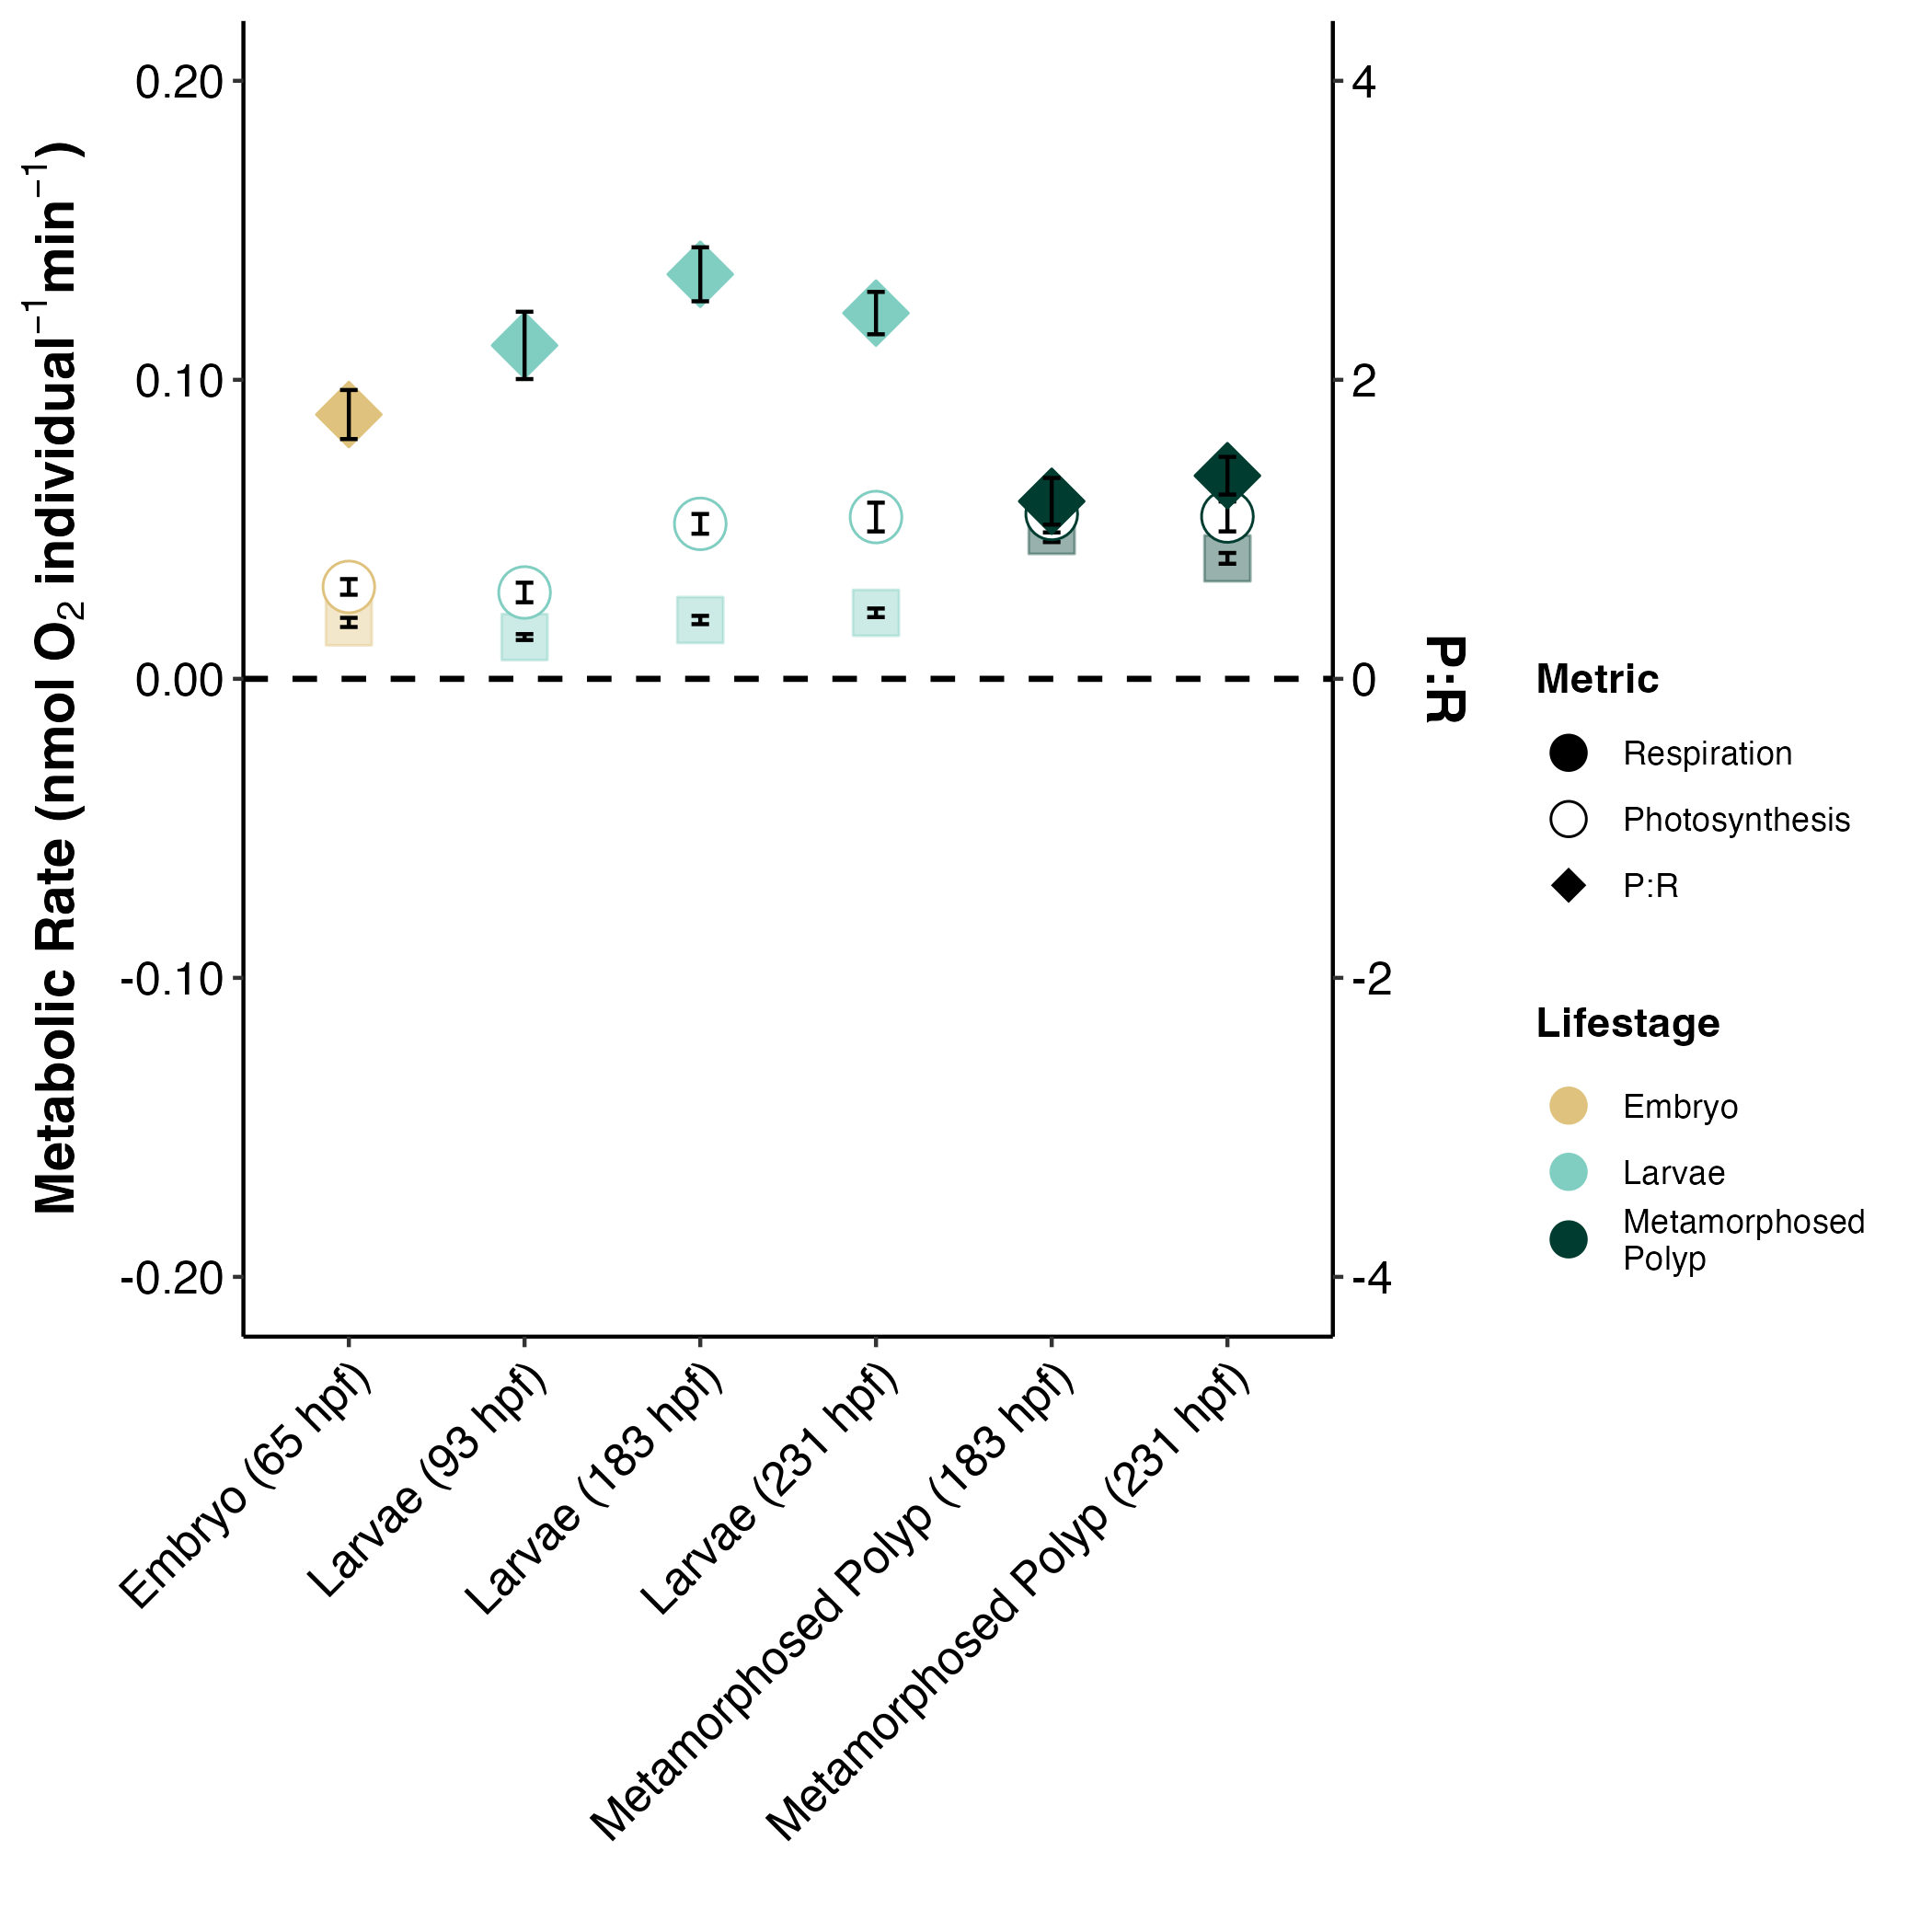 Metabolic Rate (nmol O₂ individual⁻¹min⁻¹)
0.20
0.10
0.00
-0.10
-0.20
4
2
0
-2
-4
P:R
Embryo (65 hpf)
Larvae (93 hpf)
Larvae (183 hpf)
Larvae (231 hpf)
Metamorphosed Polyp (183 hpf)
Metamorphosed Polyp (231 hpf)
Metric
Respiration
Photosynthesis
P:R
Lifestage
Embryo
Larvae
Metamorphosed
Polyp